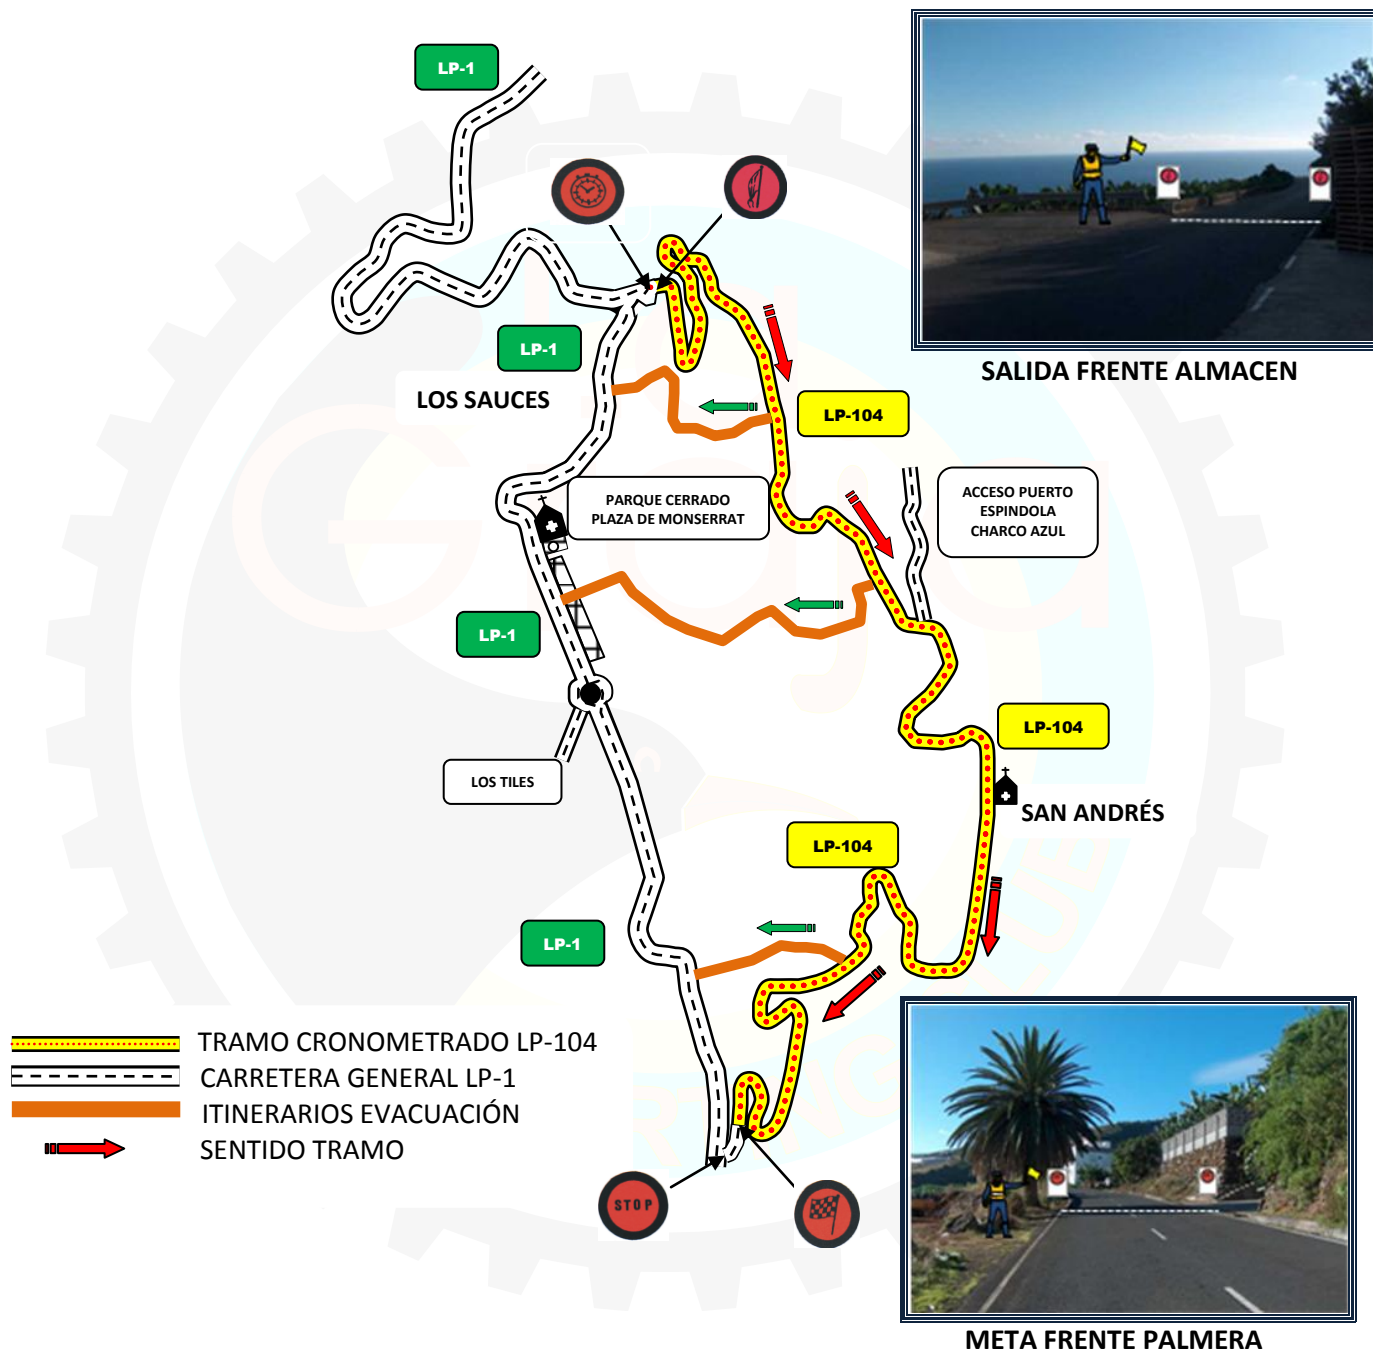 LP-1
SALIDA FRENTE ALMACEN
LP-1
LOS SAUCES
LP-104
PARQUE CERRADO
PLAZA DE MONSERRAT
ACCESO PUERTO
ESPINDOLA
CHARCO AZUL
LP-1
LP-104
LOS TILES
SAN ANDRÉS
LP-104
LP-1
TRAMO CRONOMETRADO LP-104
CARRETERA GENERAL LP-1
ITINERARIOS EVACUACIÓN
SENTIDO TRAMO
STOP
META FRENTE PALMERA